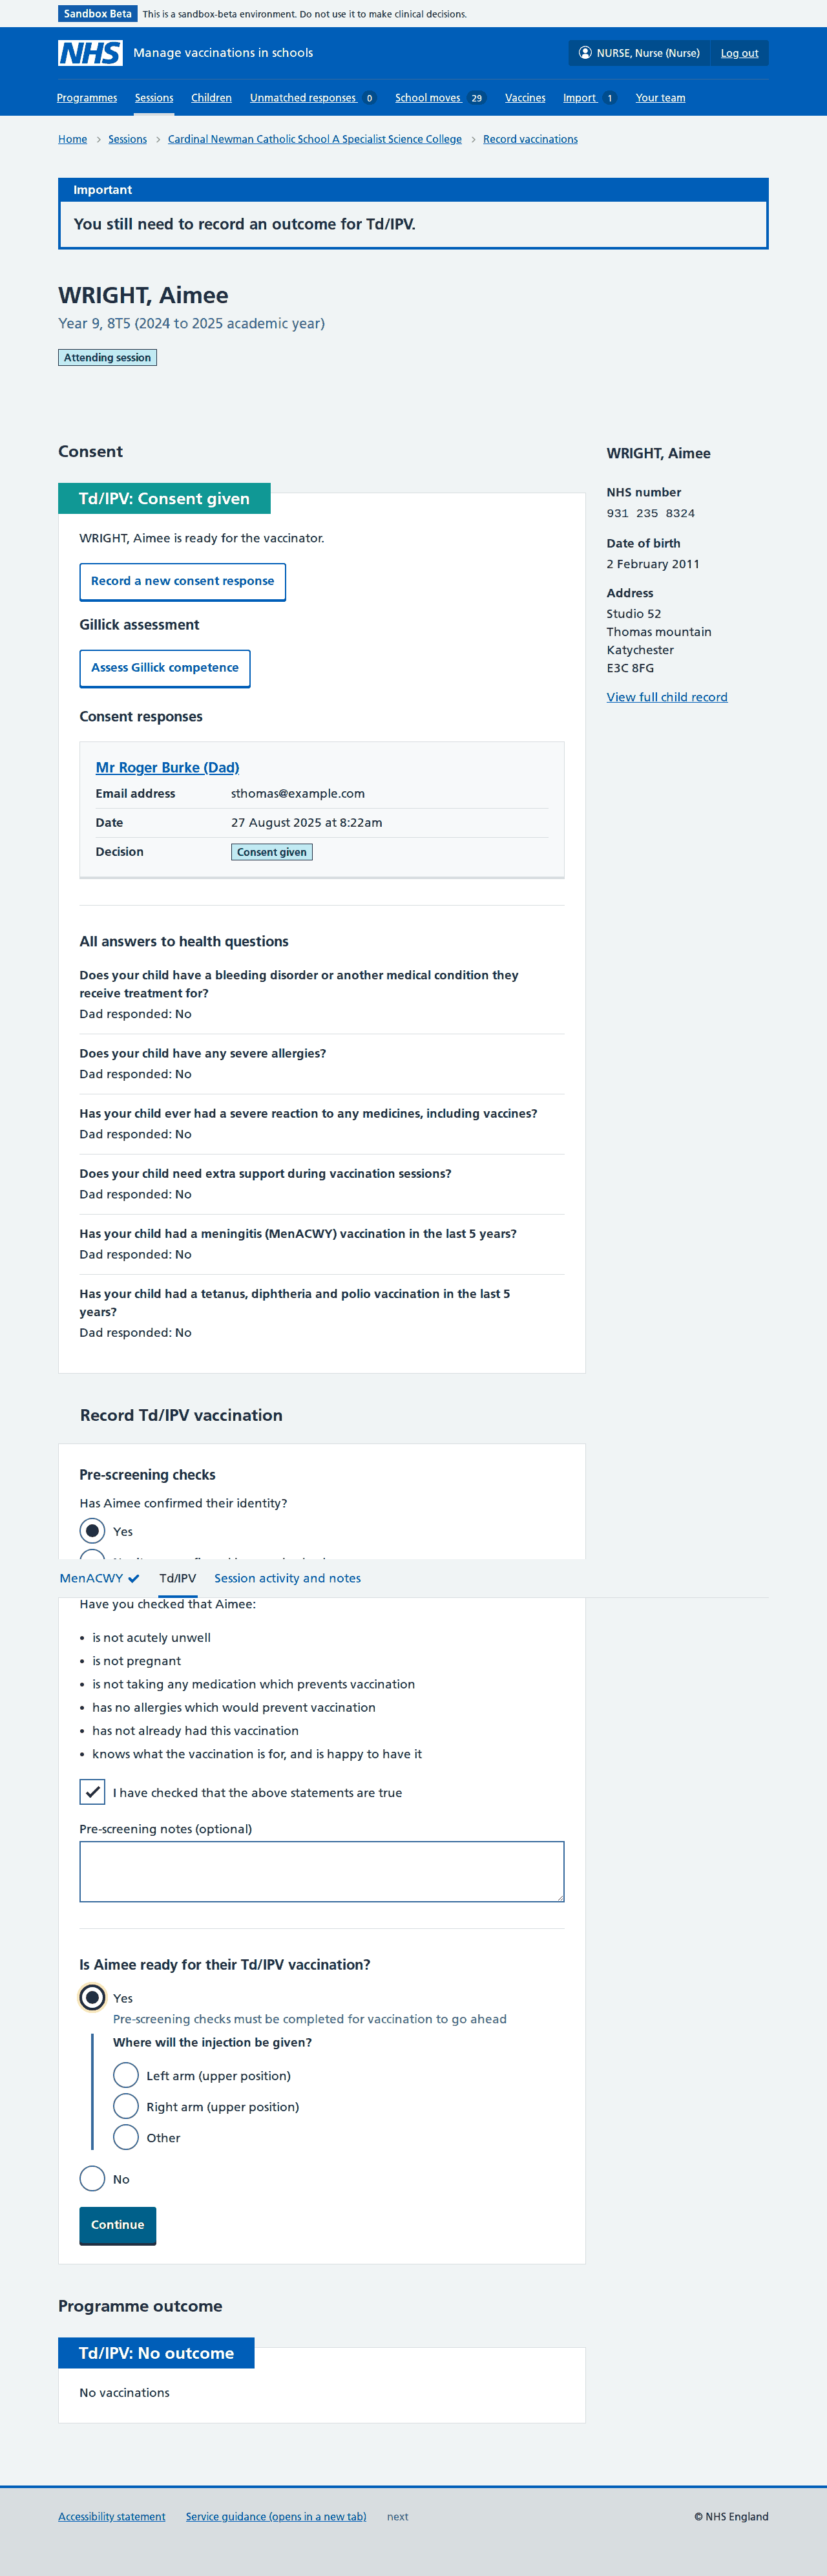 Sandbox Beta This is a sandbox-beta environment. Do not use it to make clinical decisions.
NHS Manage vaccinations in schools NURSE, Nurse (Nurse) Log out
Programmes Sessions Children Unmatched responses 0 School moves 29 Vaccines Import 1 Your team
Home Sessions Cardinal Newman Catholic School A Specialist Science College Record vaccinations
Important
You still need to record an outcome for Td/IPV.
WRIGHT, Aimee
Year 9, 8T5 (2024 to 2025 academic year)
Attending session
Consent
Td/IPV: Consent given
WRIGHT, Aimee is ready for the vaccinator.
Record a new consent response
Gillick assessment
Assess Gillick competence
Consent responses
Mr Roger Burke (Dad)
Email address sthomas@example.com
Date 27 August 2025 at 8:22am
Decision Consent given
All answers to health questions
Does your child have a bleeding disorder or another medical condition they
receive treatment for?
Dad responded: No
Does your child have any severe allergies?
Dad responded: No
Has your child ever had a severe reaction to any medicines, including vaccines?
Dad responded: No
Does your child need extra support during vaccination sessions?
Dad responded: No
Has your child had a meningitis (MenACWY) vaccination in the last 5 years?
Dad responded: No
Has your child had a tetanus, diphtheria and polio vaccination in the last 5
years?
Dad responded: No
WRIGHT, Aimee
NHS number
931 235 8324
Date of birth
2 February 2011
Address
Studio 52
Thomas mountain
Katychester
E3C 8FG
View full child record
Record Td/IPV vaccination
Pre-screening checks
Has Aimee confirmed their identity?
Yes
MenACWY Td/IPV Session activity and notes
Have you checked that Aimee:
• is not acutely unwell
• is not pregnant
• is not taking any medication which prevents vaccination
• has no allergies which would prevent vaccination
• has not already had this vaccination
• knows what the vaccination is for, and is happy to have it
I have checked that the above statements are true
Pre-screening notes (optional)
Is Aimee ready for their Td/IPV vaccination?
Yes
Pre-screening checks must be completed for vaccination to go ahead
Where will the injection be given?
Left arm (upper position)
Right arm (upper position)
Other
No
Continue
Programme outcome
Td/IPV: No outcome
No vaccinations
Accessibility statement Service guidance (opens in a new tab) next © NHS England